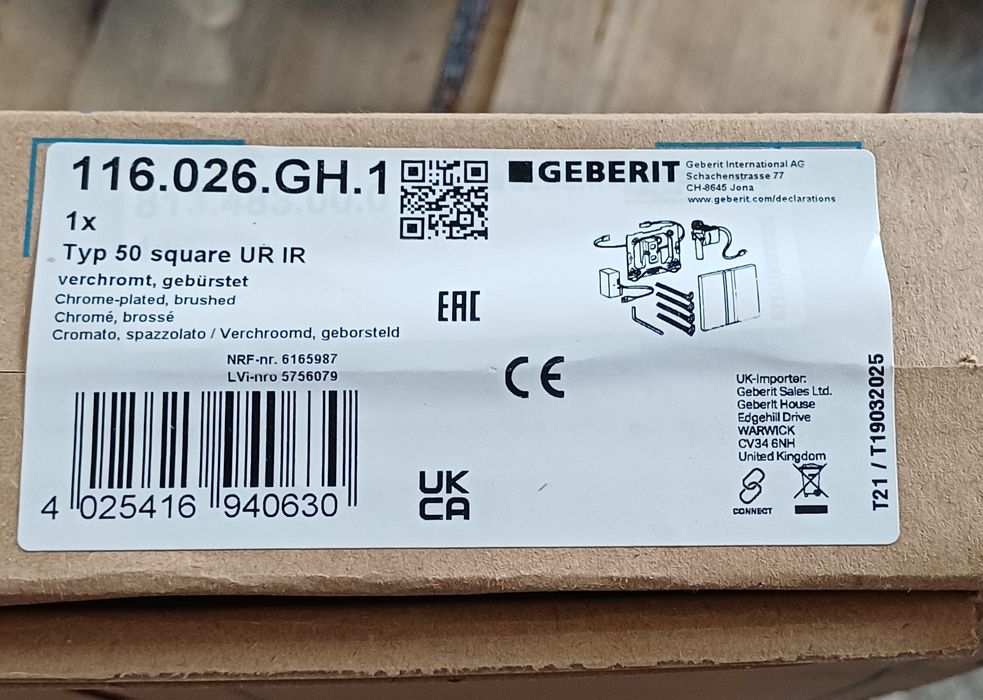 116.026.GH.1
1x
Typ 50 square UR IR
verchromt, gebürstet
Chrome-plated, brushed
Chromé, brossé
Cromato, spazzolato / Verchroomd, geborsteld
NRF-nr. 6165987
LVi-nro 5756079
4 025416 940630
EAC
UK
CA
CE
GEBERIT
Geberit International AG
Schachenstrasse 77
CH-8645 Jona
www.geberit.com/declarations
UK-Importer:
Geberit Sales Ltd.
Geberit House
Edgehill Drive
WARWICK
CV34 6NH
United Kingdom
CONNECT
T21 / T19032025